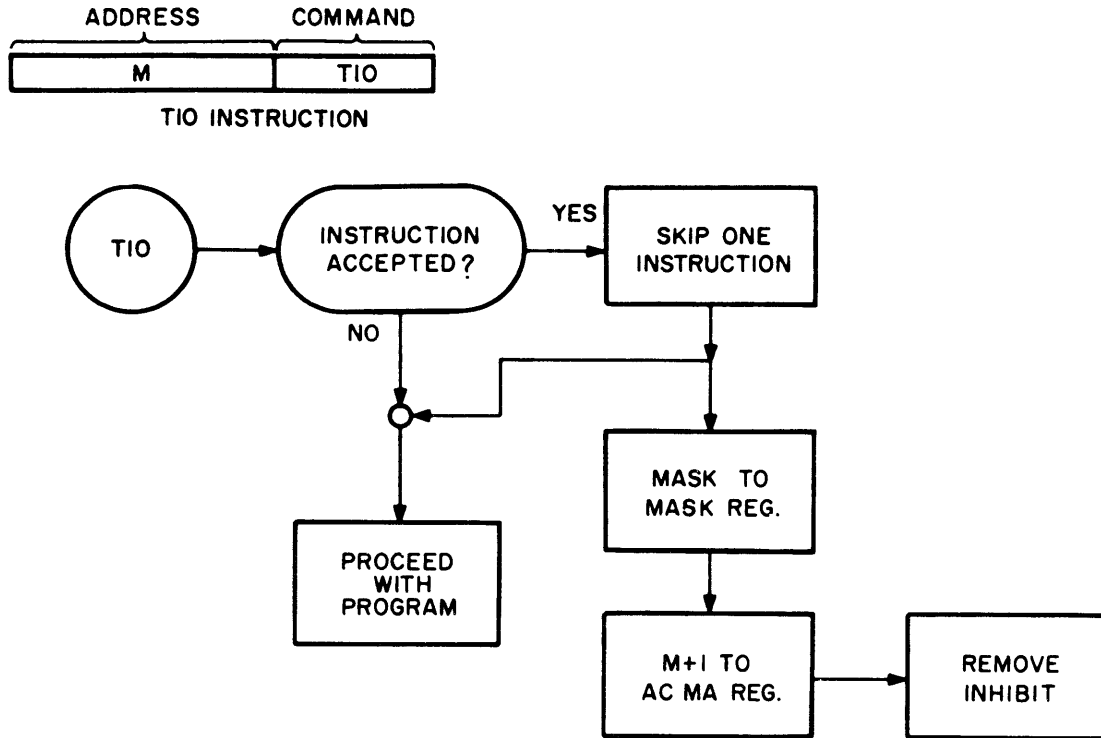 ADDRESS COMMAND
M TIO
TIO INSTRUCTION
TIO
INSTRUCTION
ACCEPTED?
YES
SKIP ONE
INSTRUCTION
NO
MASK TO
MASK REG.
PROCEED
WITH
PROGRAM
M+1 TO
AC MA REG.
REMOVE
INHIBIT